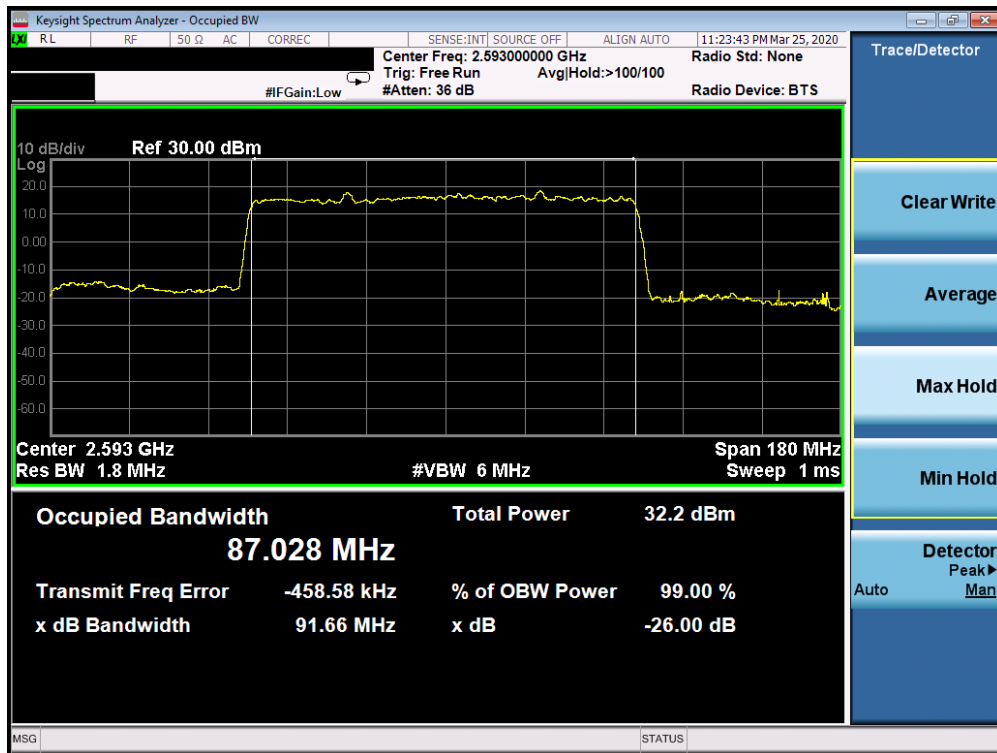 Keysight Spectrum Analyzer - Occupied BW
LXI RL RF 50 Ω AC CORREC SENSE:INT SOURCE OFF ALIGN AUTO 11:23:43 PM Mar 25, 2020
Center Freq: 2.593000000 GHz Radio Std: None
Trig: Free Run Avg|Hold:>100/100
#IFGain:Low #Atten: 36 dB Radio Device: BTS
10 dB/div Ref 30.00 dBm
Log
20.0
10.0
0.00
-10.0
-20.0
-30.0
-40.0
-50.0
-60.0
Center 2.593 GHz Span 180 MHz
Res BW 1.8 MHz #VBW 6 MHz Sweep 1 ms
Occupied Bandwidth Total Power 32.2 dBm
87.028 MHz
Transmit Freq Error -458.58 kHz % of OBW Power 99.00 %
x dB Bandwidth 91.66 MHz x dB -26.00 dB
MSG STATUS
Trace/Detector
Clear Write
Average
Max Hold
Min Hold
Detector
Peak▶
Auto Man